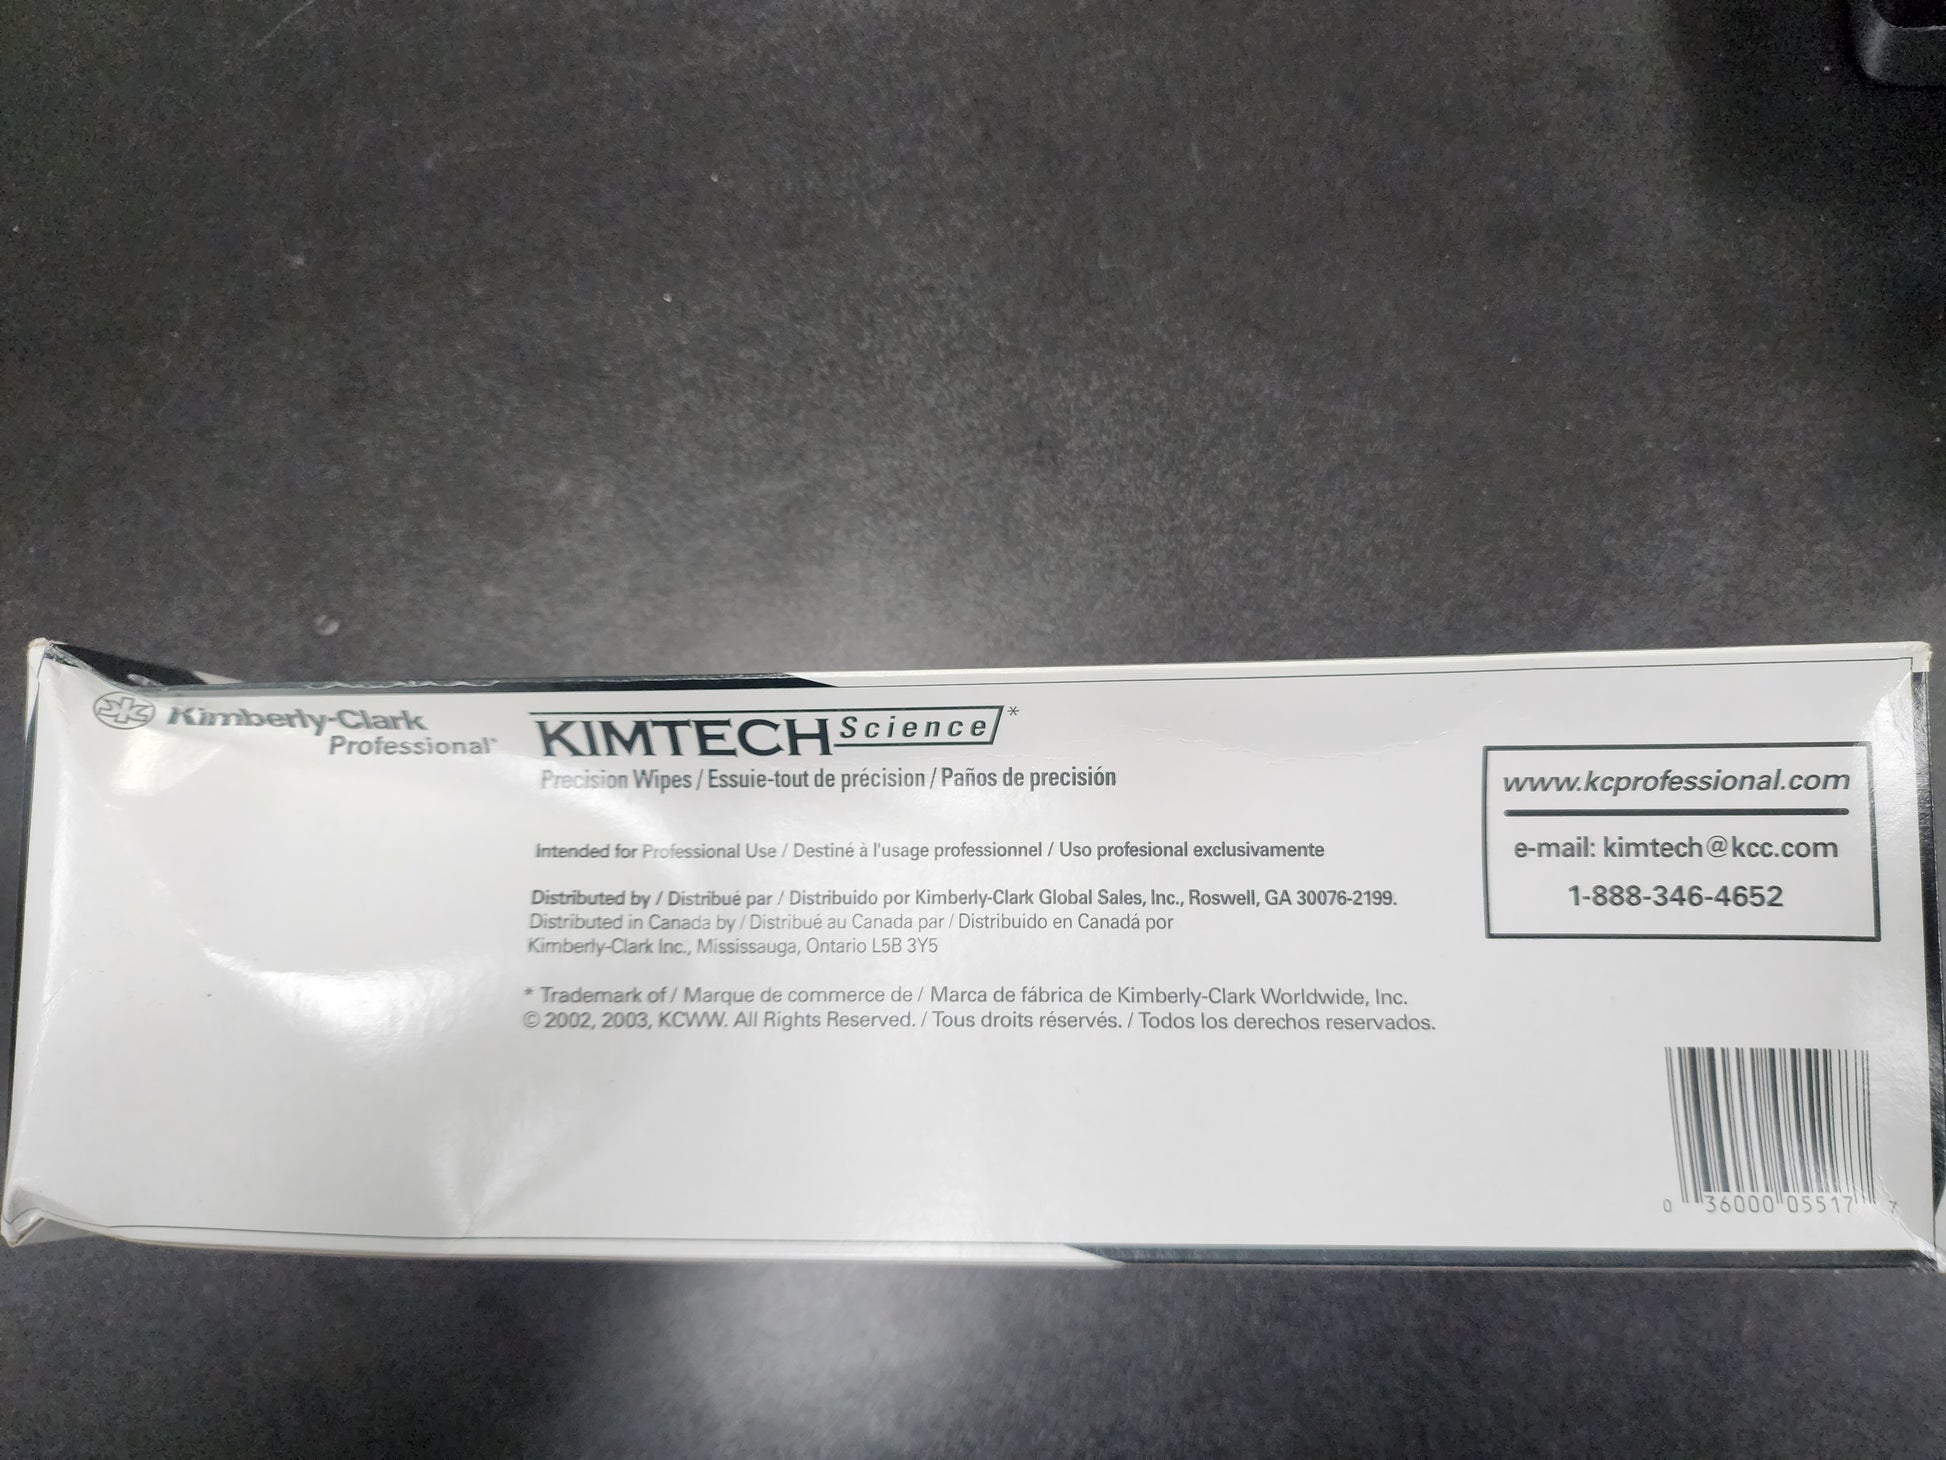 Kimberly-Clark
Professional*
KIMTECH Science*
Precision Wipes / Essuie-tout de précision / Paños de precisión
Intended for Professional Use / Destiné à l'usage professionnel / Uso profesional exclusivamente
Distributed by / Distribué par / Distribuido por Kimberly-Clark Global Sales, Inc., Roswell, GA 30076-2199.
Distributed in Canada by / Distribué au Canada par / Distribuido en Canadá por
Kimberly-Clark Inc., Mississauga, Ontario L5B 3Y5
* Trademark of / Marque de commerce de / Marca de fábrica de Kimberly-Clark Worldwide, Inc.
© 2002, 2003, KCWW. All Rights Reserved. / Tous droits réservés. / Todos los derechos reservados.
www.kcprofessional.com
e-mail: kimtech@kcc.com
1-888-346-4652
0 36000 05517 7